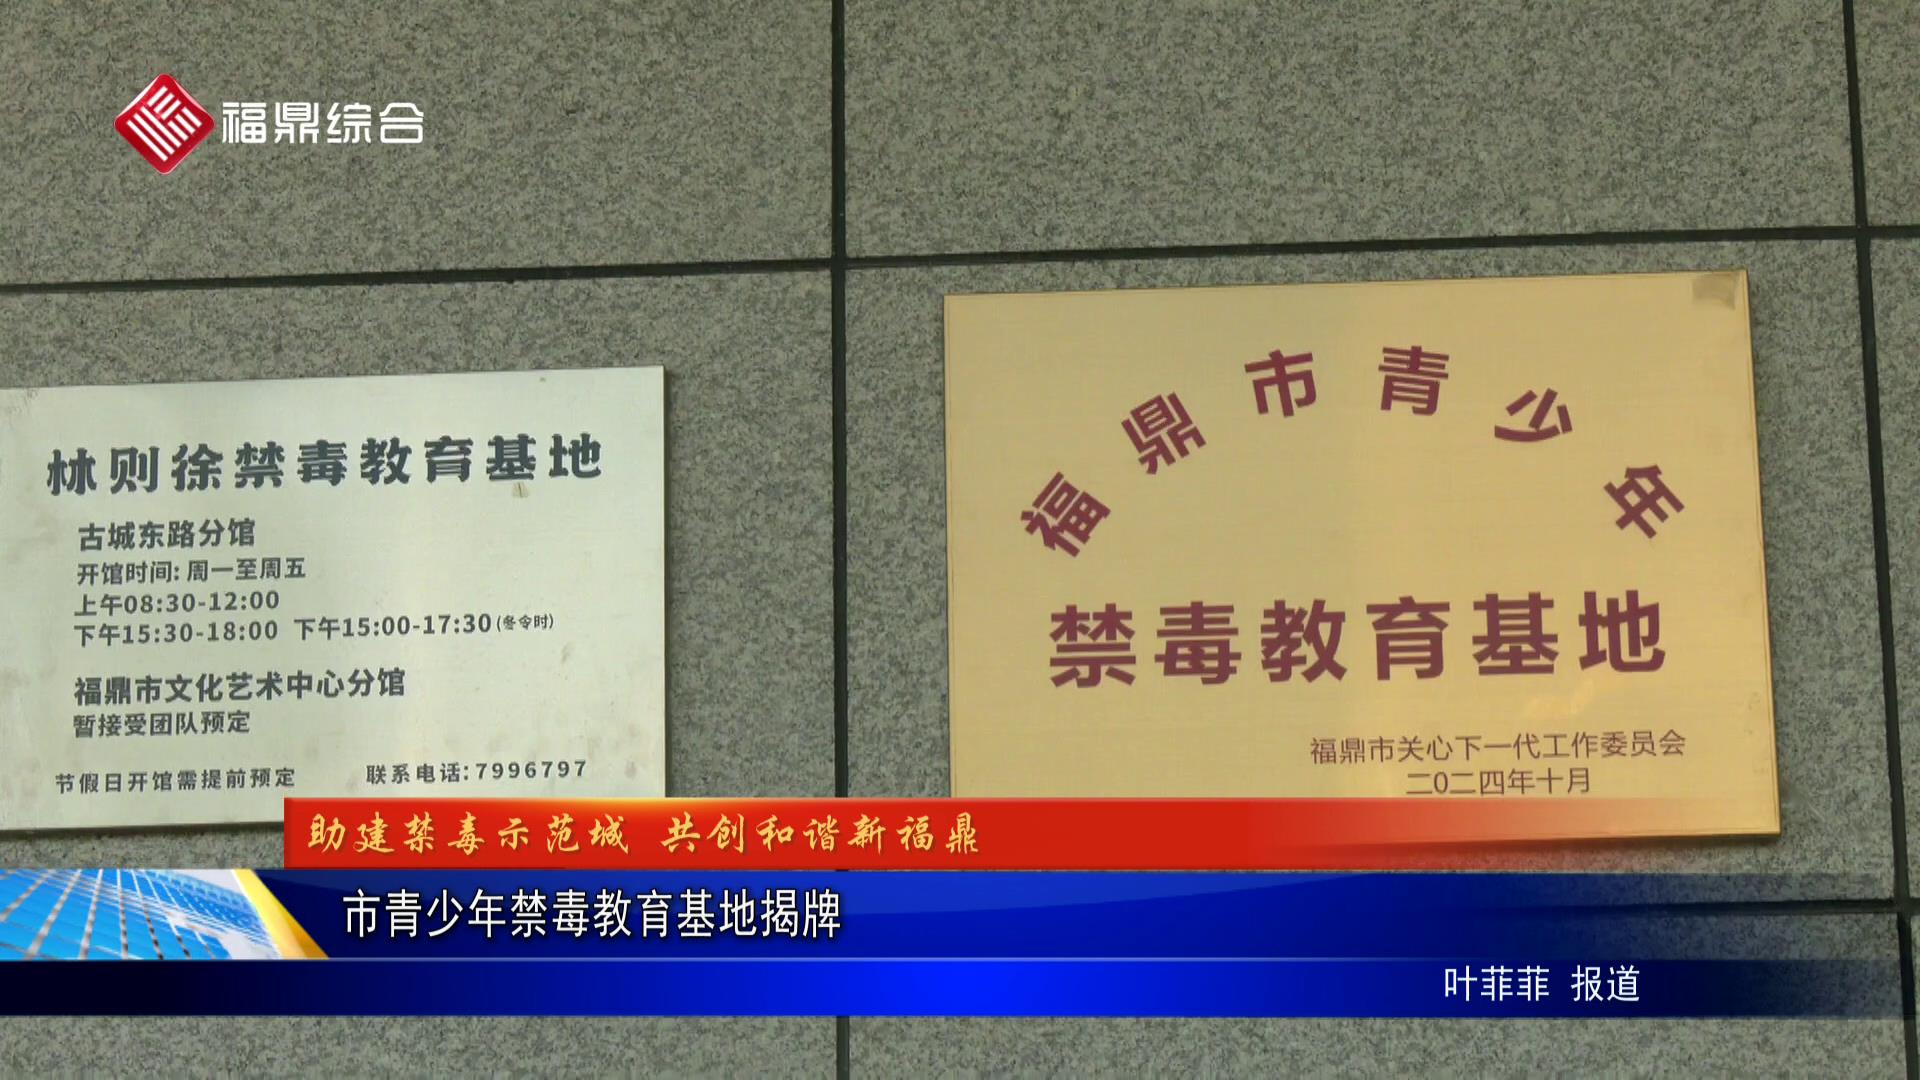 福鼎综合
林则徐禁毒教育基地
古城东路分馆
开馆时间: 周一至周五
上午08:30-12:00
下午15:30-18:00 下午15:00-17:30(冬令时)
福鼎市文化艺术中心分馆
暂接受团队预定
节假日开馆需提前预定 联系电话:7996797
福鼎市青少年
禁毒教育基地
福鼎市关心下一代工作委员会
二0二四年十月
助建禁毒示范城 共创和谐新福鼎
市青少年禁毒教育基地揭牌
叶菲菲 报道